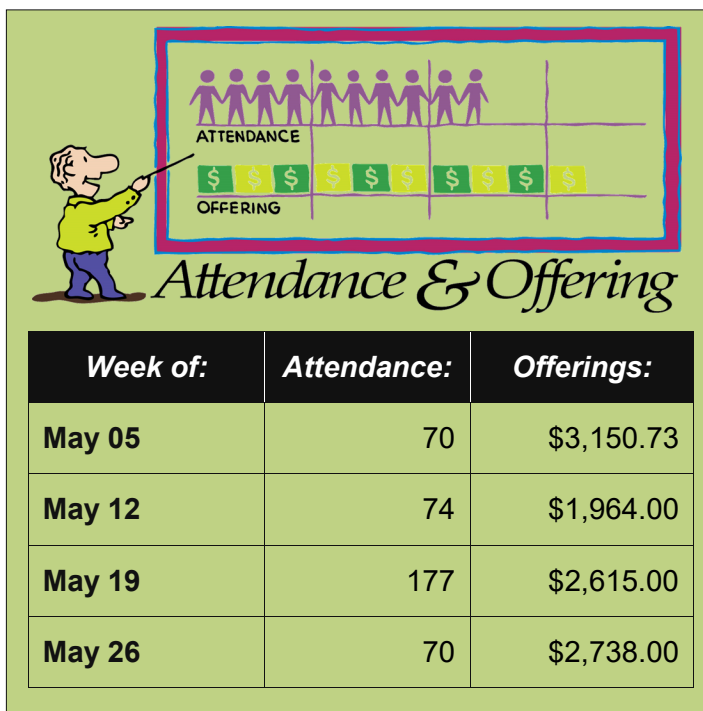 ATTENDANCE
$ $ $ $ $ $ $ $ $ $
OFFERING
Attendance & Offering
Week of: Attendance: Offerings:
May 05 70 $3,150.73
May 12 74 $1,964.00
May 19 177 $2,615.00
May 26 70 $2,738.00